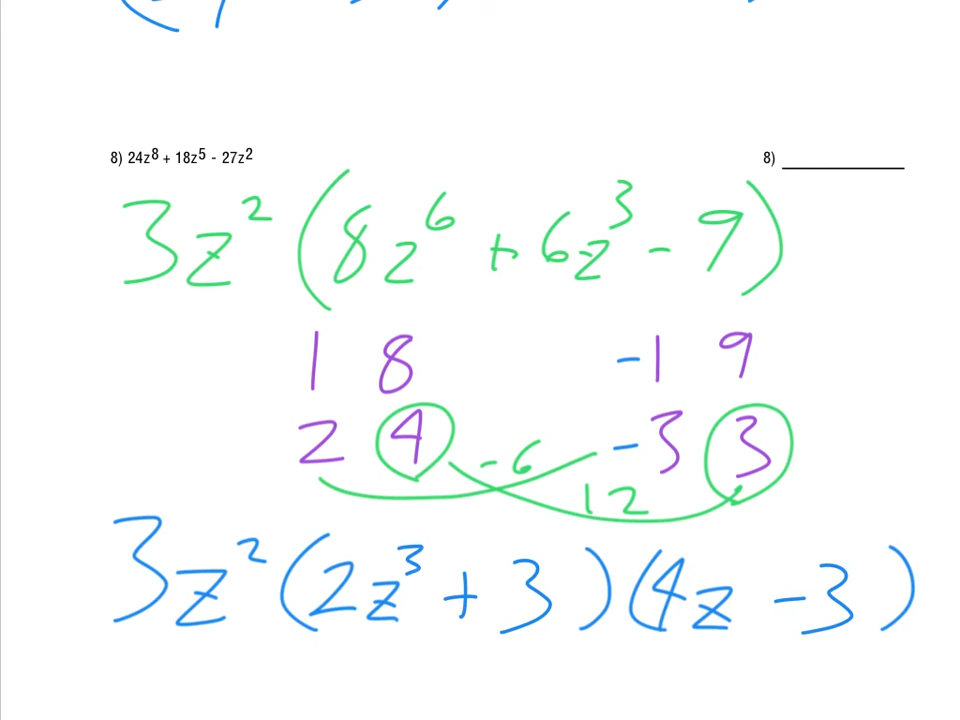 8) 24z⁸ + 18z⁵ - 27z² 8) __________
3z² (8z⁶ + 6z³ - 9)
1 8 -1 9
2 4 -6 -3 3
12
3z² (2z³ + 3)(4z - 3)